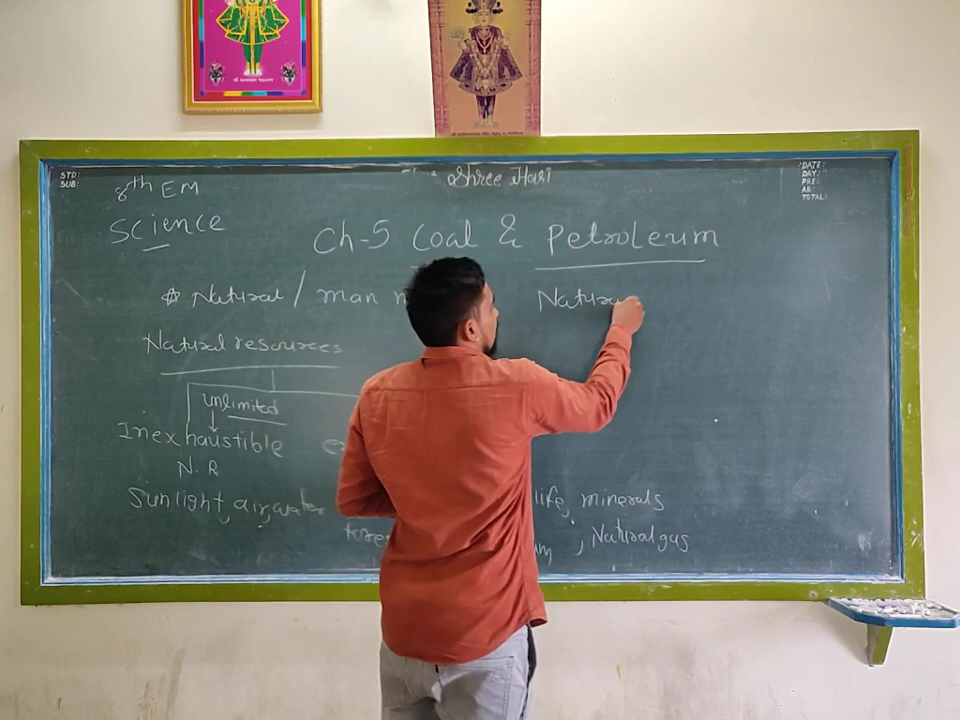 STD:
SUB:
8th EM
Shree Hari
DATE:
DAY:
PRE:
AB:
TOTAL:
Science
Ch-5 Coal & Petroleum
Natural / man
Natura
Natural resources
unlimited
Inexhaustible
N.R
Sunlight, air, water
life, minerals
, Natural gas